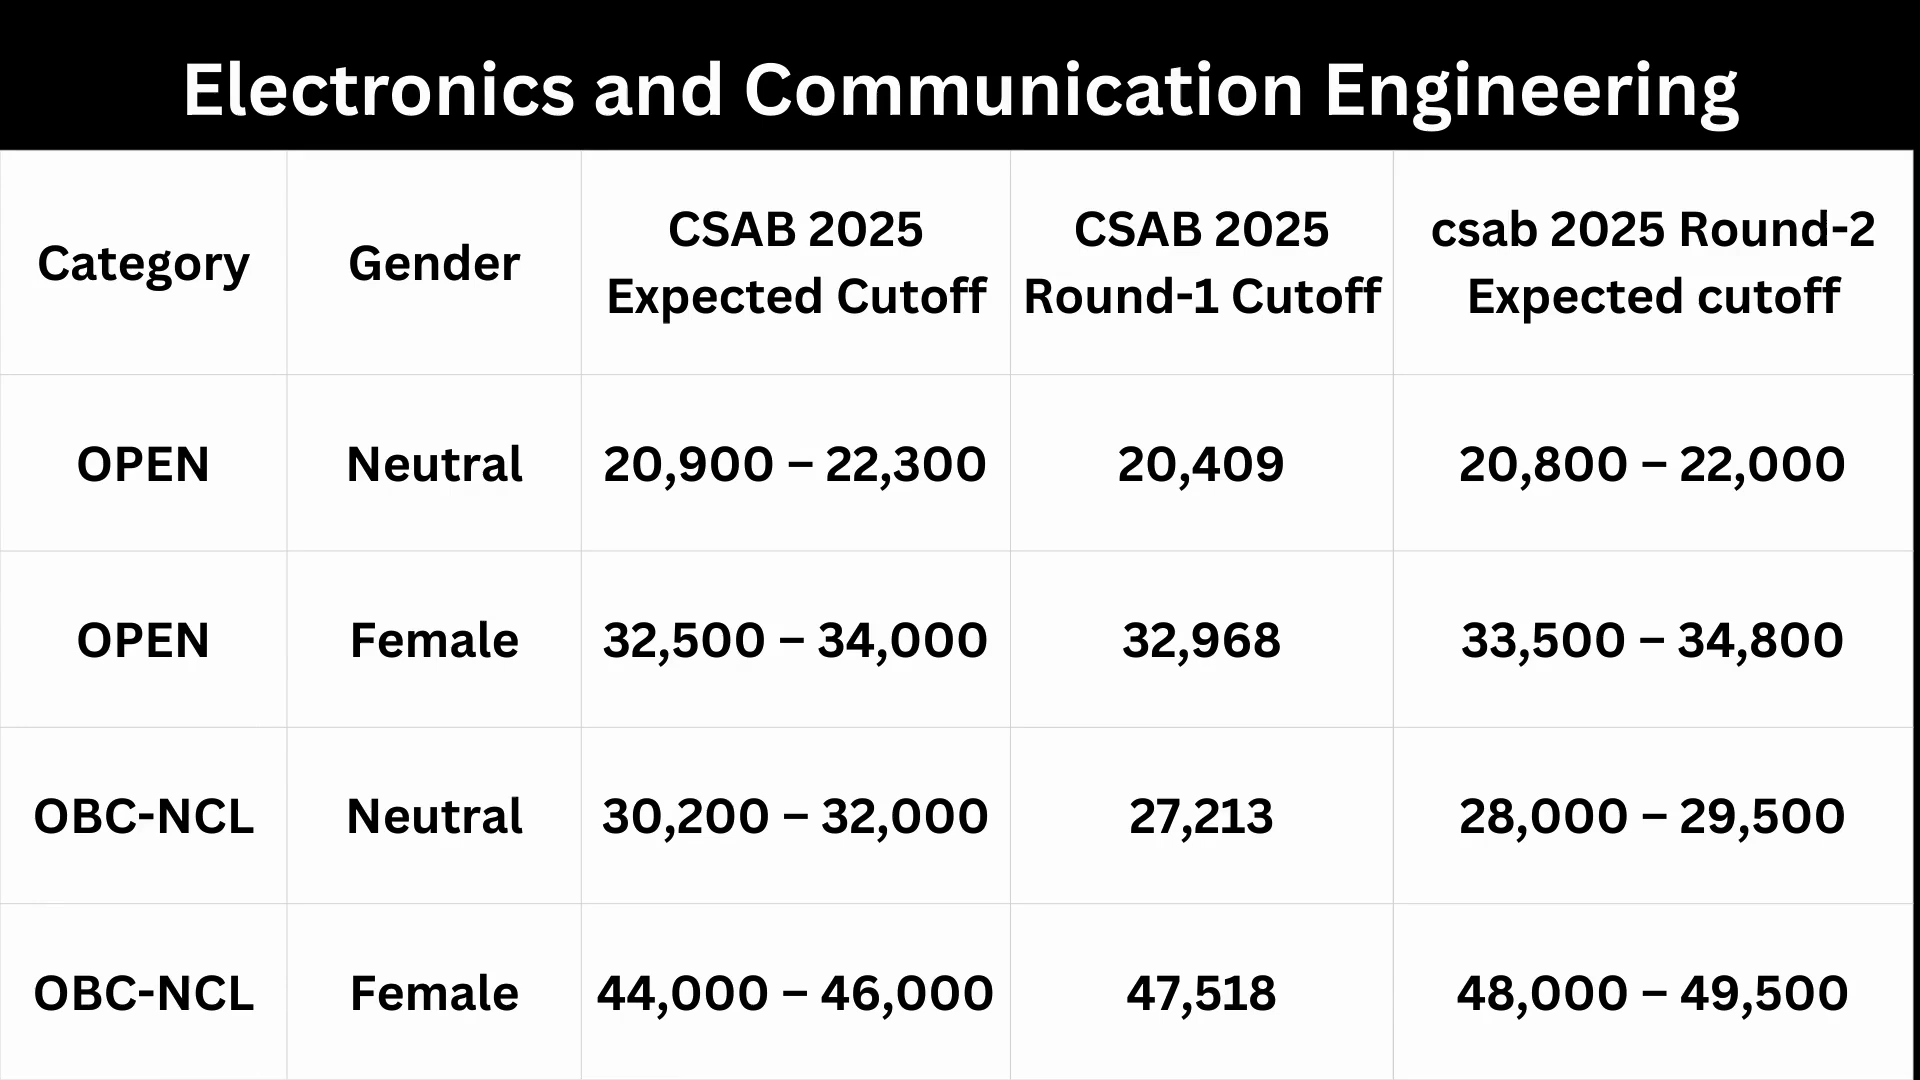 Electronics and Communication Engineering
Category Gender CSAB 2025 Expected Cutoff CSAB 2025 Round-1 Cutoff csab 2025 Round-2 Expected cutoff
OPEN Neutral 20,900 – 22,300 20,409 20,800 – 22,000
OPEN Female 32,500 – 34,000 32,968 33,500 – 34,800
OBC-NCL Neutral 30,200 – 32,000 27,213 28,000 – 29,500
OBC-NCL Female 44,000 – 46,000 47,518 48,000 – 49,500